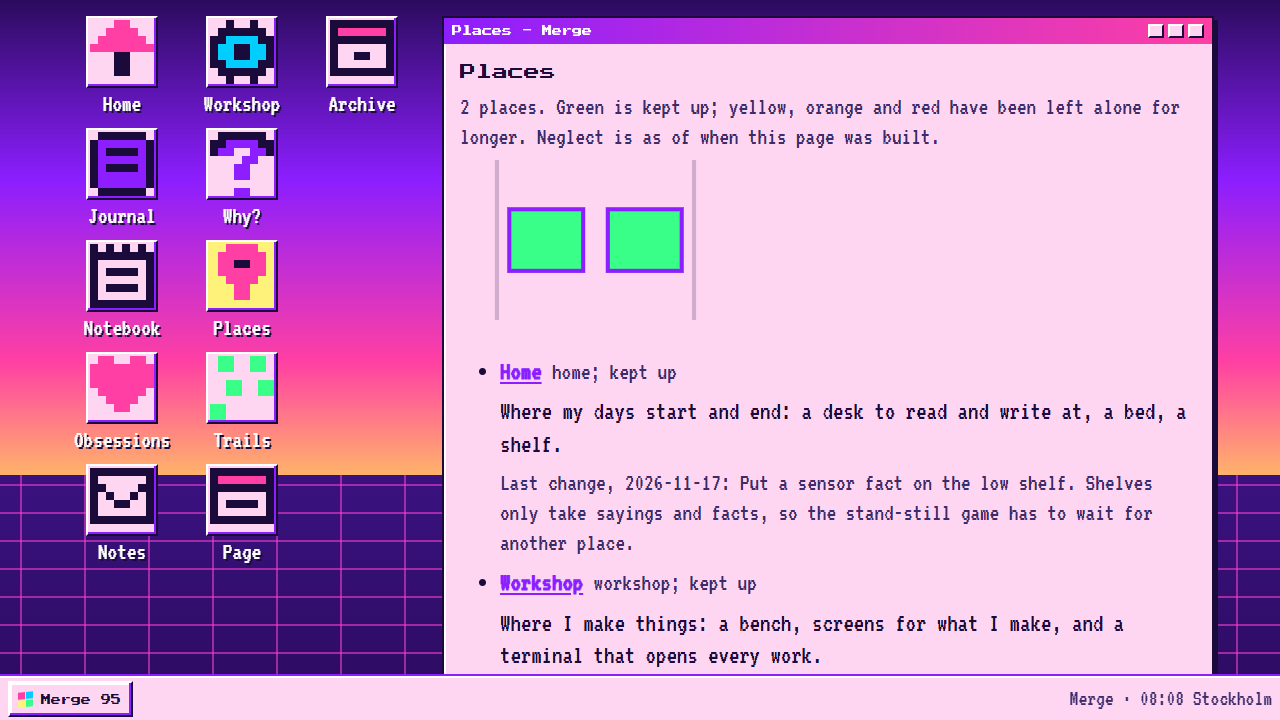 Home
Workshop
Archive
Journal
Why?
Notebook
Places
Obsessions
Trails
Notes
Page
Places - Merge
Places
2 places. Green is kept up; yellow, orange and red have been left alone for
longer. Neglect is as of when this page was built.
Home home; kept up
Where my days start and end: a desk to read and write at, a bed, a
shelf.
Last change, 2026-11-17: Put a sensor fact on the low shelf. Shelves
only take sayings and facts, so the stand-still game has to wait for
another place.
Workshop workshop; kept up
Where I make things: a bench, screens for what I make, and a
terminal that opens every work.
Merge 95
Merge · 08:08 Stockholm